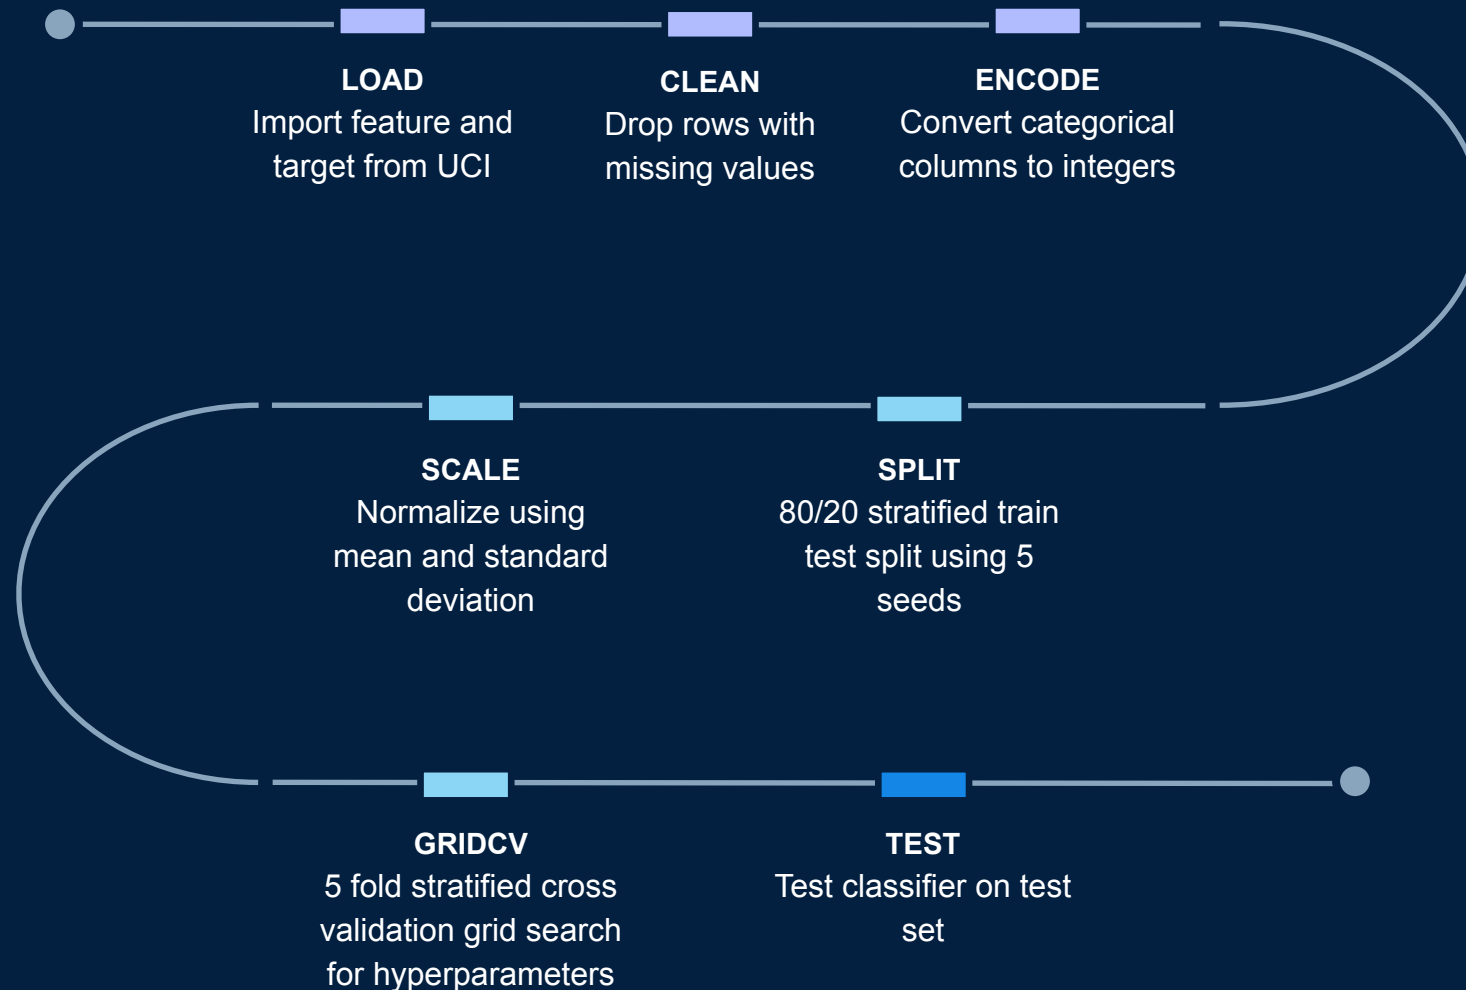 LOAD
Import feature and
target from UCI
CLEAN
Drop rows with
missing values
ENCODE
Convert categorical
columns to integers
SCALE
Normalize using
mean and standard
deviation
SPLIT
80/20 stratified train
test split using 5
seeds
GRIDCV
5 fold stratified cross
validation grid search
for hyperparameters
TEST
Test classifier on test
set